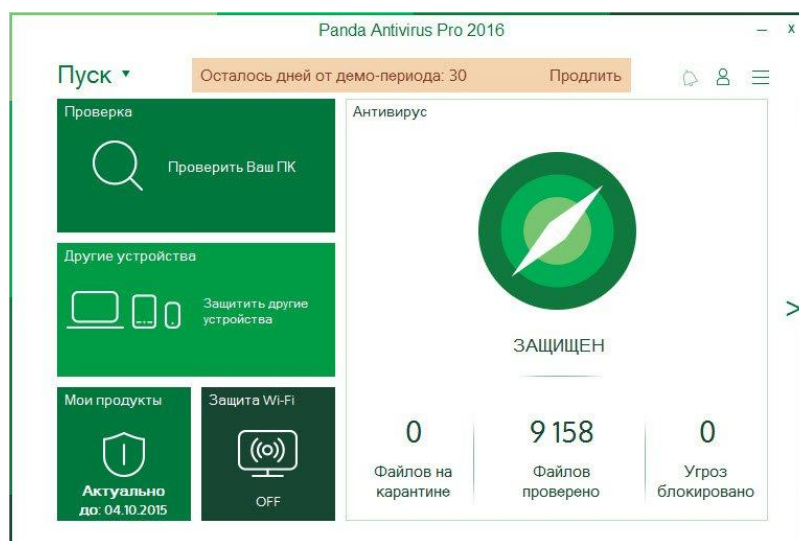 Panda Antivirus Pro 2016
Пуск
Осталось дней от демо-периода: 30
Продлить
Проверка
Проверить Ваш ПК
Другие устройства
Защитить другие
устройства
Мои продукты
Актуально
до: 04.10.2015
Защита Wi-Fi
OFF
Антивирус
ЗАЩИЩЕН
0
Файлов на
карантине
9 158
Файлов
проверено
0
Угроз
блокировано